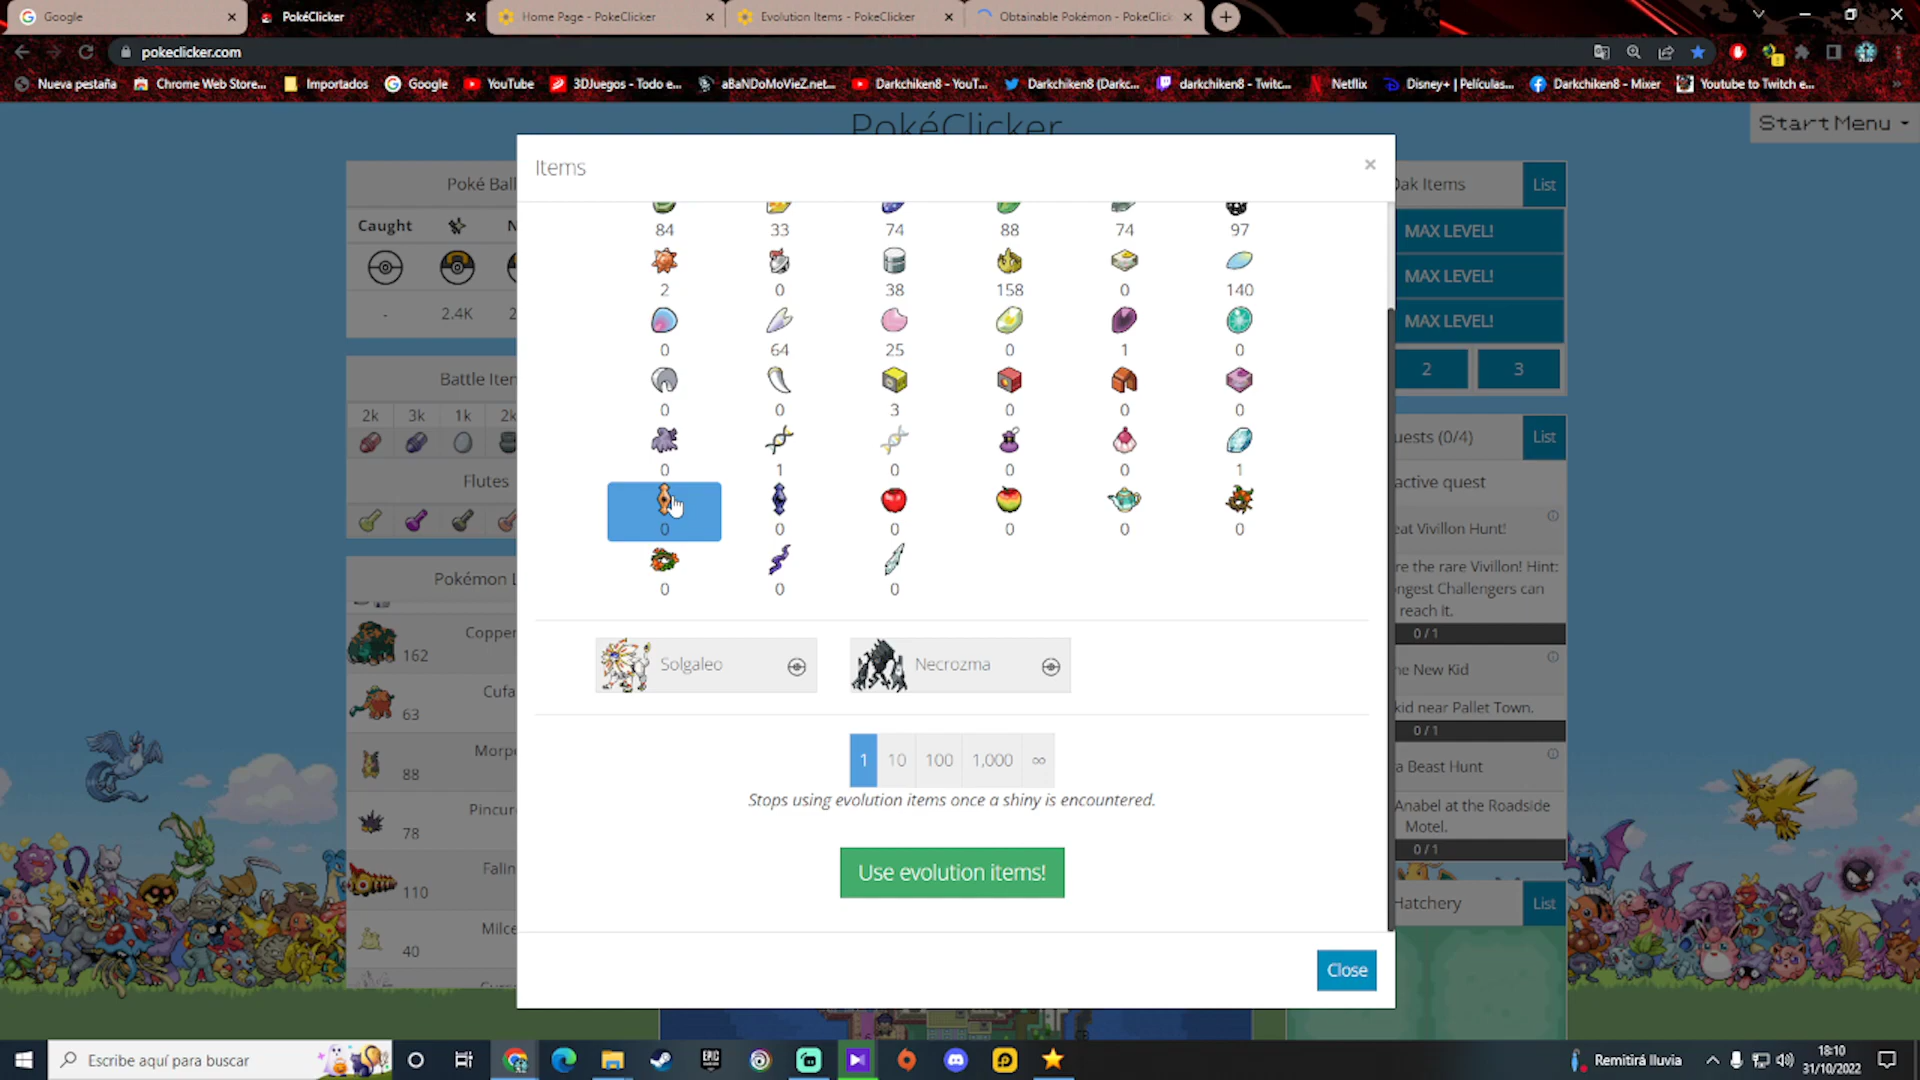 Google
PokéClicker
Home Page - PokeClicker
Evolution Items - PokeClicker
Obtainable Pokémon - PokeClick
pokeclicker.com
Nueva pestaña
Chrome Web Store...
Importados
Google
YouTube
3DJuegos - Todo e...
aBaNDoMoVieZ.net...
Darkchiken8 - YouT...
Darkchiken8 (Darkc...
darkchiken8 - Twitc...
Netflix
Disney+ | Películas...
Darkchiken8 - Mixer
Youtube to Twitch e...
PokéClicker
Start Menu
Poké Ball
Caught
N
-
2.4K
2
Battle Item
2k
3k
1k
2k
Flutes
Pokémon L
Copper
162
Cufa
63
Morpe
88
Pincur
78
Falin
110
Milce
40
Items
84 33 74 88 74 97
2 0 38 158 0 140
0 64 25 0 1 0
0 0 3 0 0 0
0 1 0 0 0 1
0 0 0 0 0 0
0 0 0
Solgaleo
Necrozma
1 10 100 1,000 ∞
Stops using evolution items once a shiny is encountered.
Use evolution items!
Close
Oak Items
List
MAX LEVEL!
MAX LEVEL!
MAX LEVEL!
2
3
uests (0/4)
List
active quest
eat Vivillon Hunt!
re the rare Vivillon! Hint:
ngest Challengers can
reach it.
0 / 1
he New Kid
kid near Pallet Town.
0 / 1
a Beast Hunt
Anabel at the Roadside
Motel.
0 / 1
Hatchery
List
Escribe aquí para buscar
EPIC
Remitirá lluvia
18:10
31/10/2022